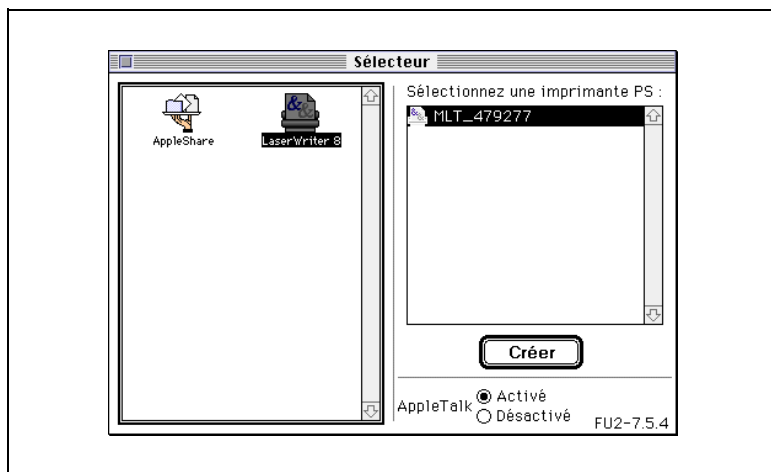 Sélecteur
AppleShare
LaserWriter 8
Sélectionnez une imprimante PS :
MLT_479277
Créer
AppleTalk
Activé
Désactivé
FU2-7.5.4